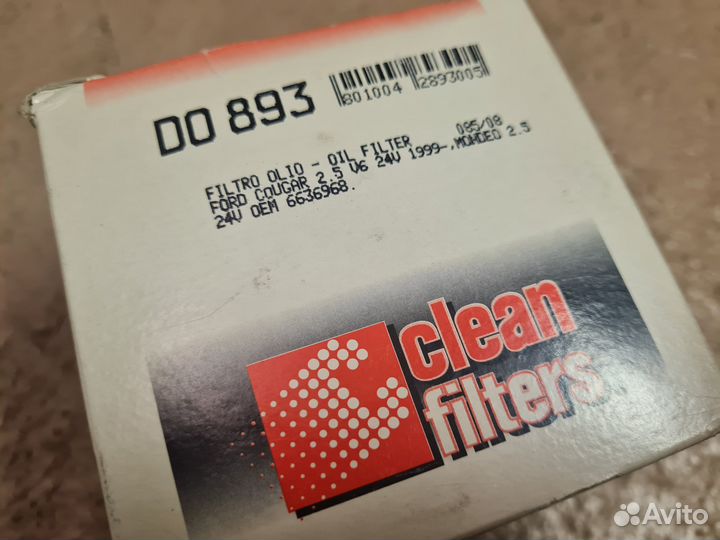 DO 893
801004 2893005
FILTRO OLIO - OIL FILTER 085/08
FORD COUGAR 2.5 V6 24V 1999-,MONDEO 2.5
24V OEM 6636968.
clean
filters
Avito